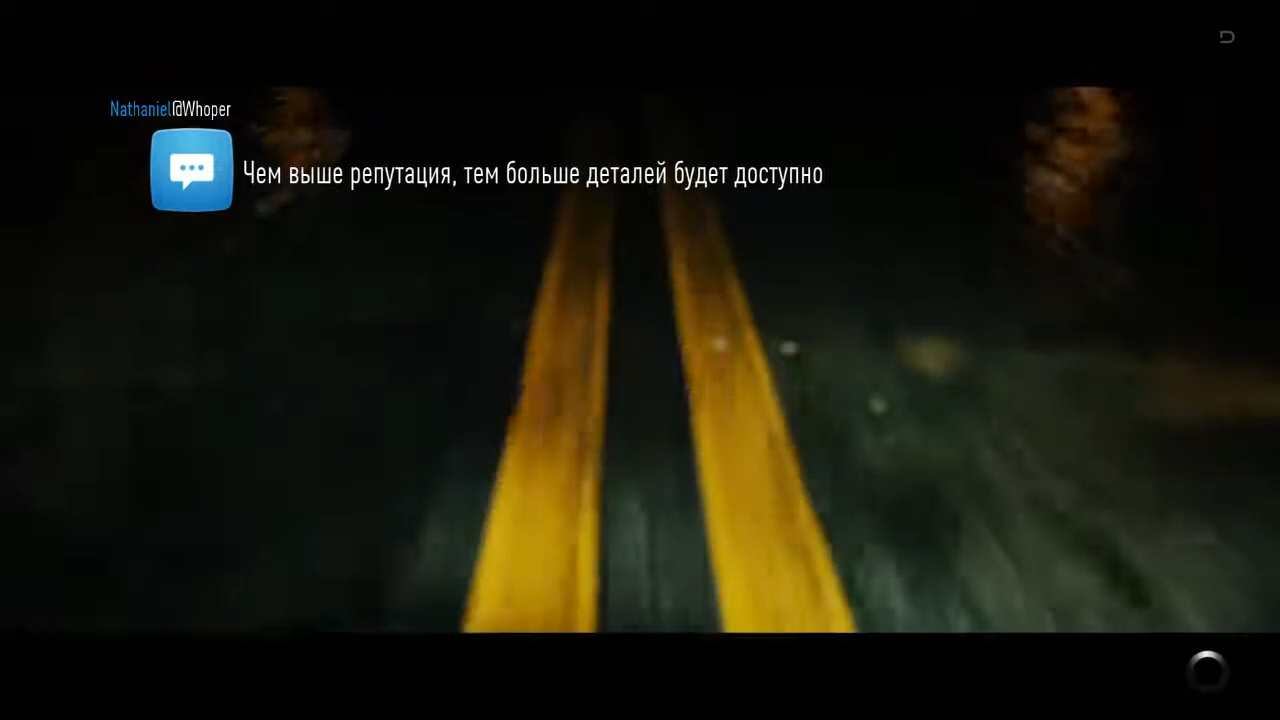 Nathaniel@Whoper
Чем выше репутация, тем больше деталей будет доступно